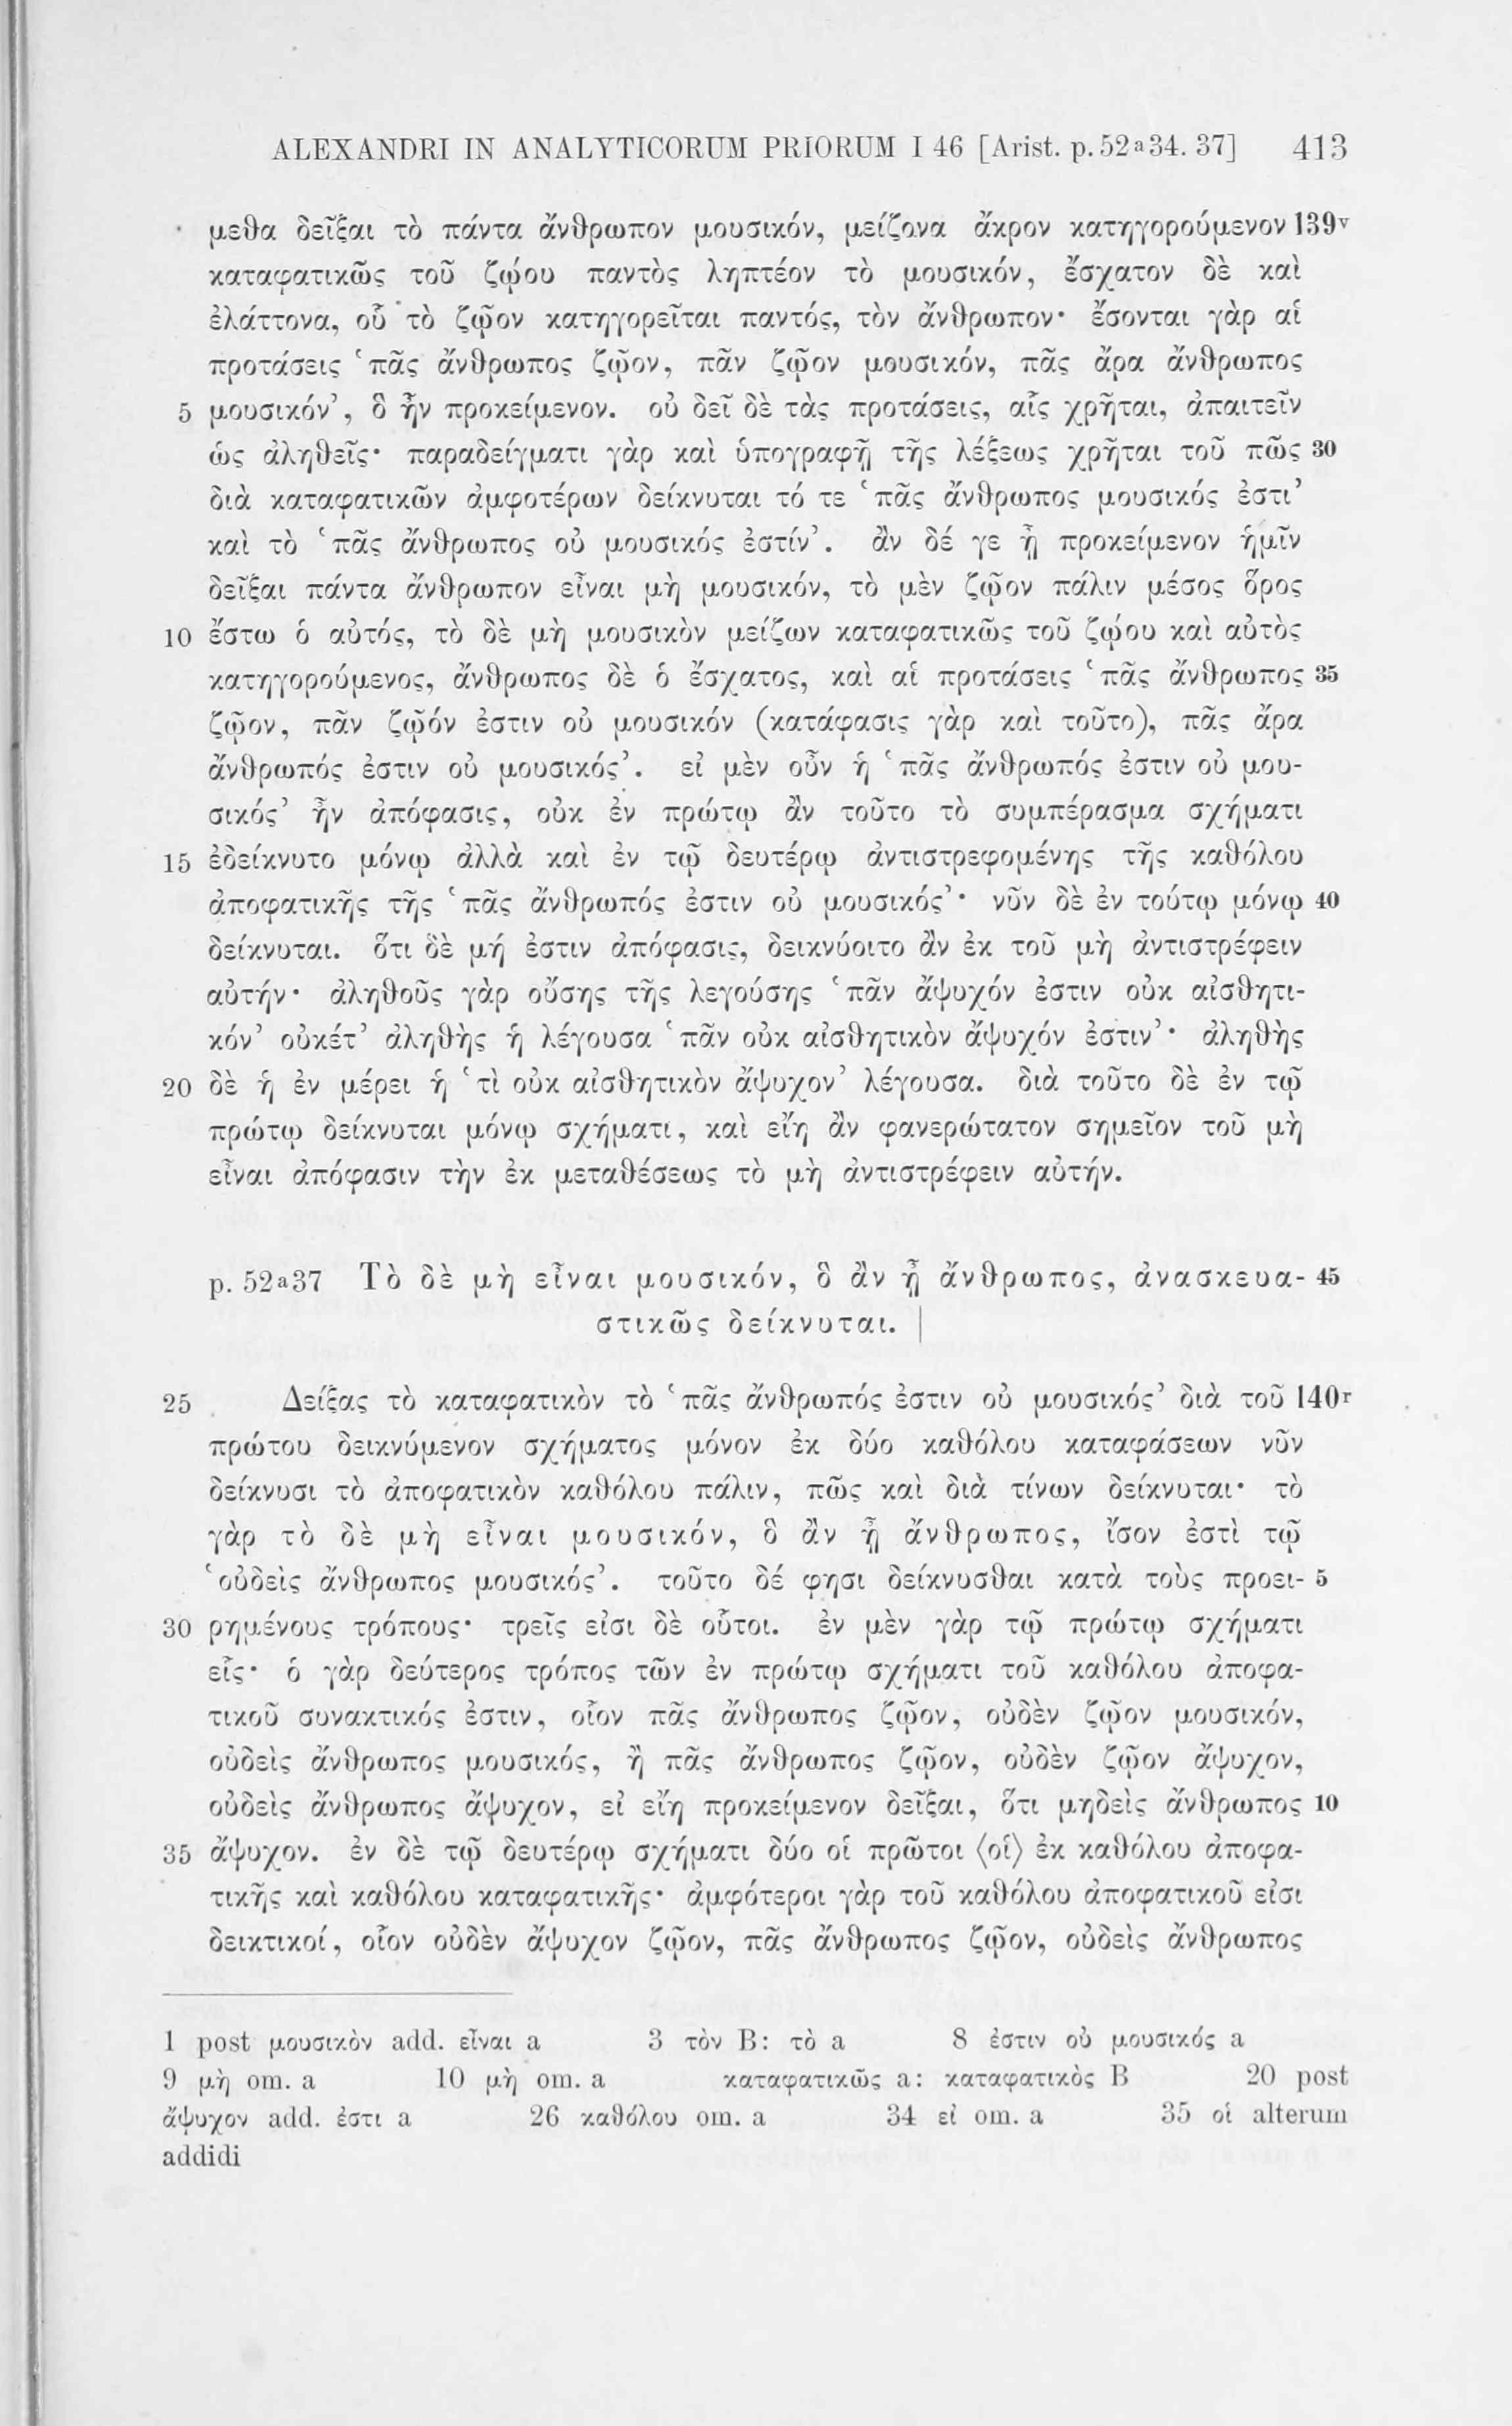 ALEXANDRI IN ANALYTICORUM PRIORUM I 46 [Arist. p. 52a34. 37] 413
μεθα δεῖξαι τὸ πάντα ἄνθρωπον μουσικόν, μείζονα ἄκρον κατηγορούμενον 139v
καταφατικῶς τοῦ ζῴου παντὸς ληπτέον τὸ μουσικόν, ἔσχατον δὲ καὶ
ἐλάττονα, οὗ τὸ ζῷον κατηγορεῖται παντός, τὸν ἄνθρωπον· ἔσονται γὰρ αἱ
προτάσεις ‘πᾶς ἄνθρωπος ζῷον, πᾶν ζῷον μουσικόν, πᾶς ἄρα ἄνθρωπος
5 μουσικόν’, ὃ ἦν προκείμενον. οὐ δεῖ δὲ τὰς προτάσεις, αἷς χρῆται, ἀπαιτεῖν
ὡς ἀληθεῖς· παραδείγματι γὰρ καὶ ὑπογραφῇ τῆς λέξεως χρῆται τοῦ πῶς 30
διὰ καταφατικῶν ἀμφοτέρων δείκνυται τό τε ‘πᾶς ἄνθρωπος μουσικός ἐστι’
καὶ τὸ ‘πᾶς ἄνθρωπος οὐ μουσικός ἐστίν’. ἂν δέ γε ᾖ προκείμενον ἡμῖν
δεῖξαι πάντα ἄνθρωπον εἶναι μὴ μουσικόν, τὸ μὲν ζῷον πάλιν μέσος ὅρος
10 ἔστω ὁ αὐτός, τὸ δὲ μὴ μουσικὸν μείζων καταφατικῶς τοῦ ζῴου καὶ αὐτὸς
κατηγορούμενος, ἄνθρωπος δὲ ὁ ἔσχατος, καὶ αἱ προτάσεις ‘πᾶς ἄνθρωπος 35
ζῷον, πᾶν ζῷόν ἐστιν οὐ μουσικόν (κατάφασις γὰρ καὶ τοῦτο), πᾶς ἄρα
ἄνθρωπός ἐστιν οὐ μουσικός’. εἰ μὲν οὖν ἡ ‘πᾶς ἄνθρωπός ἐστιν οὐ μου-
σικός’ ἦν ἀπόφασις, οὐκ ἐν πρώτῳ ἂν τοῦτο τὸ συμπέρασμα σχήματι
15 ἐδείκνυτο μόνῳ ἀλλὰ καὶ ἐν τῷ δευτέρῳ ἀντιστρεφομένης τῆς καθόλου
ἀποφατικῆς τῆς ‘πᾶς ἄνθρωπός ἐστιν οὐ μουσικός’· νῦν δὲ ἐν τούτῳ μόνῳ 40
δείκνυται. ὅτι δὲ μή ἐστιν ἀπόφασις, δεικνύοιτο ἂν ἐκ τοῦ μὴ ἀντιστρέφειν
αὐτήν· ἀληθοῦς γὰρ οὔσης τῆς λεγούσης ‘πᾶν ἄψυχόν ἐστιν οὐκ αἰσθητι-
κόν’ οὐκέτ’ ἀληθὴς ἡ λέγουσα ‘πᾶν οὐκ αἰσθητικὸν ἄψυχόν ἐστιν’· ἀληθὴς
20 δὲ ἡ ἐν μέρει ἡ ‘τὶ οὐκ αἰσθητικὸν ἄψυχον’ λέγουσα. διὰ τοῦτο δὲ ἐν τῷ
πρώτῳ δείκνυται μόνῳ σχήματι, καὶ εἴη ἂν φανερώτατον σημεῖον τοῦ μὴ
εἶναι ἀπόφασιν τὴν ἐκ μεταθέσεως τὸ μὴ ἀντιστρέφειν αὐτήν.
p. 52a37 Τὸ δὲ μὴ εἶναι μουσικόν, ὃ ἂν ᾖ ἄνθρωπος, ἀνασκευα- 45
στικῶς δείκνυται. |
25 Δείξας τὸ καταφατικὸν τὸ ‘πᾶς ἄνθρωπός ἐστιν οὐ μουσικός’ διὰ τοῦ 140r
πρώτου δεικνύμενον σχήματος μόνον ἐκ δύο καθόλου καταφάσεων νῦν
δείκνυσι τὸ ἀποφατικὸν καθόλου πάλιν, πῶς καὶ διὰ τίνων δείκνυται· τὸ
γὰρ τὸ δὲ μὴ εἶναι μουσικόν, ὃ ἂν ᾖ ἄνθρωπος, ἴσον ἐστὶ τῷ
‘οὐδεὶς ἄνθρωπος μουσικός’. τοῦτο δέ φησι δείκνυσθαι κατὰ τοὺς προει- 5
30 ρημένους τρόπους· τρεῖς εἰσι δὲ οὗτοι. ἐν μὲν γὰρ τῷ πρώτῳ σχήματι
εἷς· ὁ γὰρ δεύτερος τρόπος τῶν ἐν πρώτῳ σχήματι τοῦ καθόλου ἀποφα-
τικοῦ συνακτικός ἐστιν, οἷον πᾶς ἄνθρωπος ζῷον, οὐδὲν ζῷον μουσικόν,
οὐδεὶς ἄνθρωπος μουσικός, ἢ πᾶς ἄνθρωπος ζῷον, οὐδὲν ζῷον ἄψυχον,
οὐδεὶς ἄνθρωπος ἄψυχον, εἰ εἴη προκείμενον δεῖξαι, ὅτι μηδεὶς ἄνθρωπος 10
35 ἄψυχον. ἐν δὲ τῷ δευτέρῳ σχήματι δύο οἱ πρῶτοι ⟨οἱ⟩ ἐκ καθόλου ἀποφα-
τικῆς καὶ καθόλου καταφατικῆς· ἀμφότεροι γὰρ τοῦ καθόλου ἀποφατικοῦ εἰσι
δεικτικοί, οἷον οὐδὲν ἄψυχον ζῷον, πᾶς ἄνθρωπος ζῷον, οὐδεὶς ἄνθρωπος
1 post μουσικὸν add. εἶναι a 3 τὸν B: τὸ a 8 ἐστιν οὐ μουσικός a
9 μὴ om. a 10 μὴ om. a καταφατικῶς a: καταφατικὸς B 20 post
ἄψυχον add. ἐστι a 26 καθόλου om. a 34 εἰ om. a 35 οἱ alterum
addidi